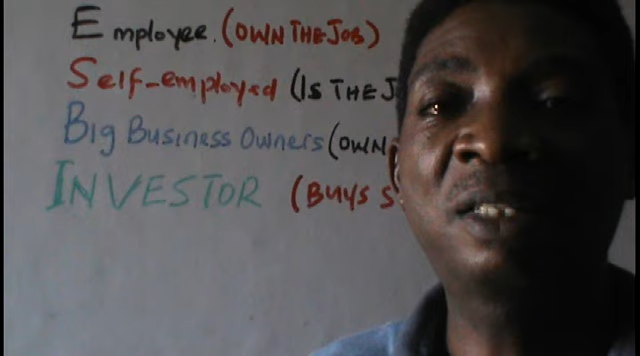 Employee. (OWN THE JOB)
Self-employed (IS THE J
Big Business Owners (OWN
INVESTOR (BUYS S